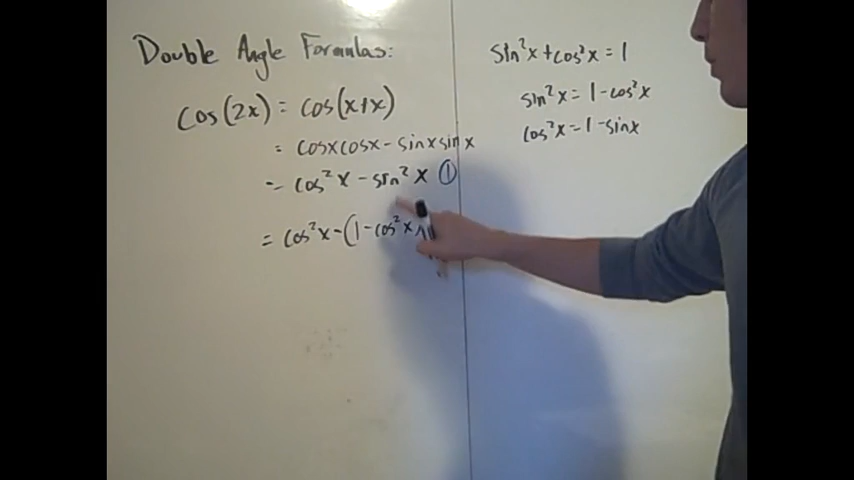 Double Angle Formulas:
cos(2x) = cos(x+x)
= cosxcosx - sinxsinx
= cos²x - sin²x ①
= cos²x - (1 - cos²x)
sin²x + cos²x = 1
sin²x = 1 - cos²x
cos²x = 1 - sinx